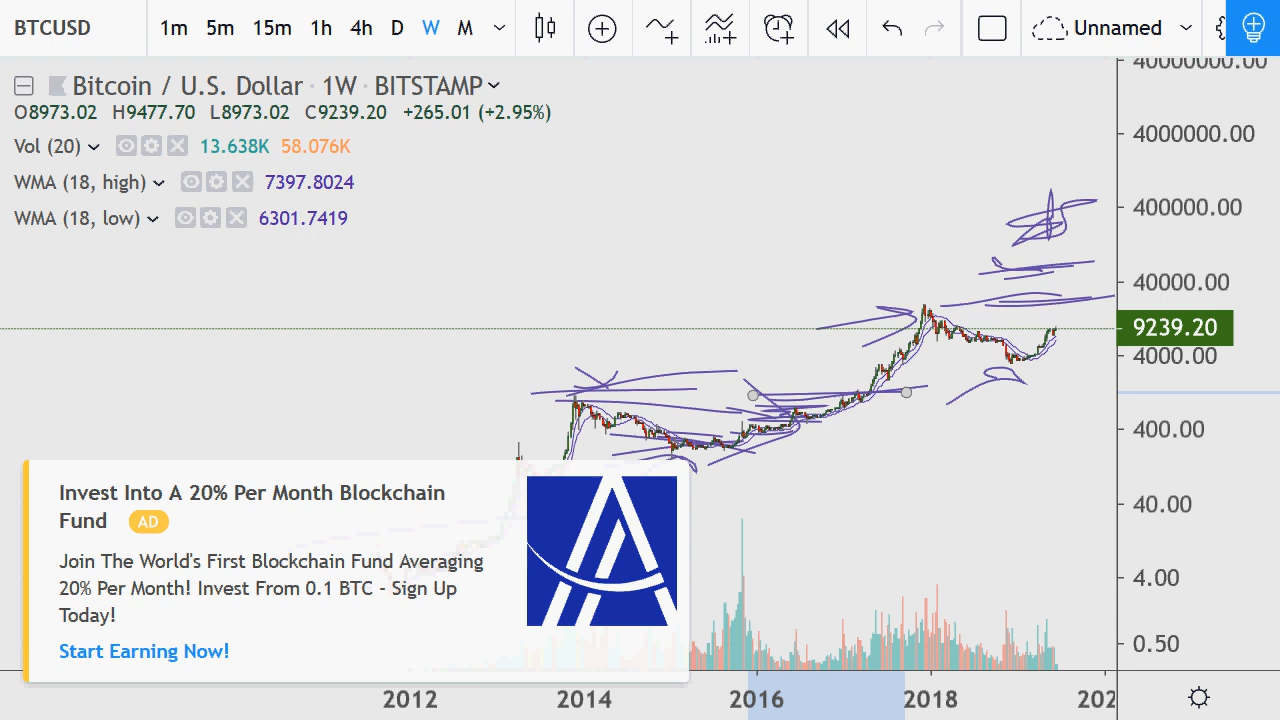 BTCUSD 1m 5m 15m 1h 4h D W M Unnamed
Bitcoin / U.S. Dollar · 1W · BITSTAMP
O8973.02 H9477.70 L8973.02 C9239.20 +265.01 (+2.95%)
Vol (20) 13.638K 58.076K
WMA (18, high) 7397.8024
WMA (18, low) 6301.7419
40000000.00
4000000.00
400000.00
40000.00
9239.20
4000.00
400.00
40.00
4.00
0.50
Invest Into A 20% Per Month Blockchain
Fund AD
Join The World's First Blockchain Fund Averaging
20% Per Month! Invest From 0.1 BTC - Sign Up
Today!
Start Earning Now!
2012 2014 2016 2018